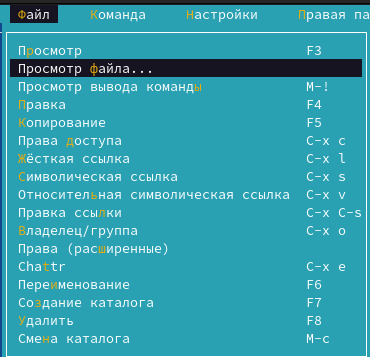 Файл Команда Настройки Правая па
Просмотр F3
Просмотр файла...
Просмотр вывода команды M-!
Правка F4
Копирование F5
Права доступа C-x c
Жёсткая ссылка C-x l
Символическая ссылка C-x s
Относительная символическая ссылка C-x v
Правка ссылки C-x C-s
Владелец/группа C-x o
Права (расширенные)
Chattr C-x e
Переименование F6
Создание каталога F7
Удалить F8
Смена каталога M-c